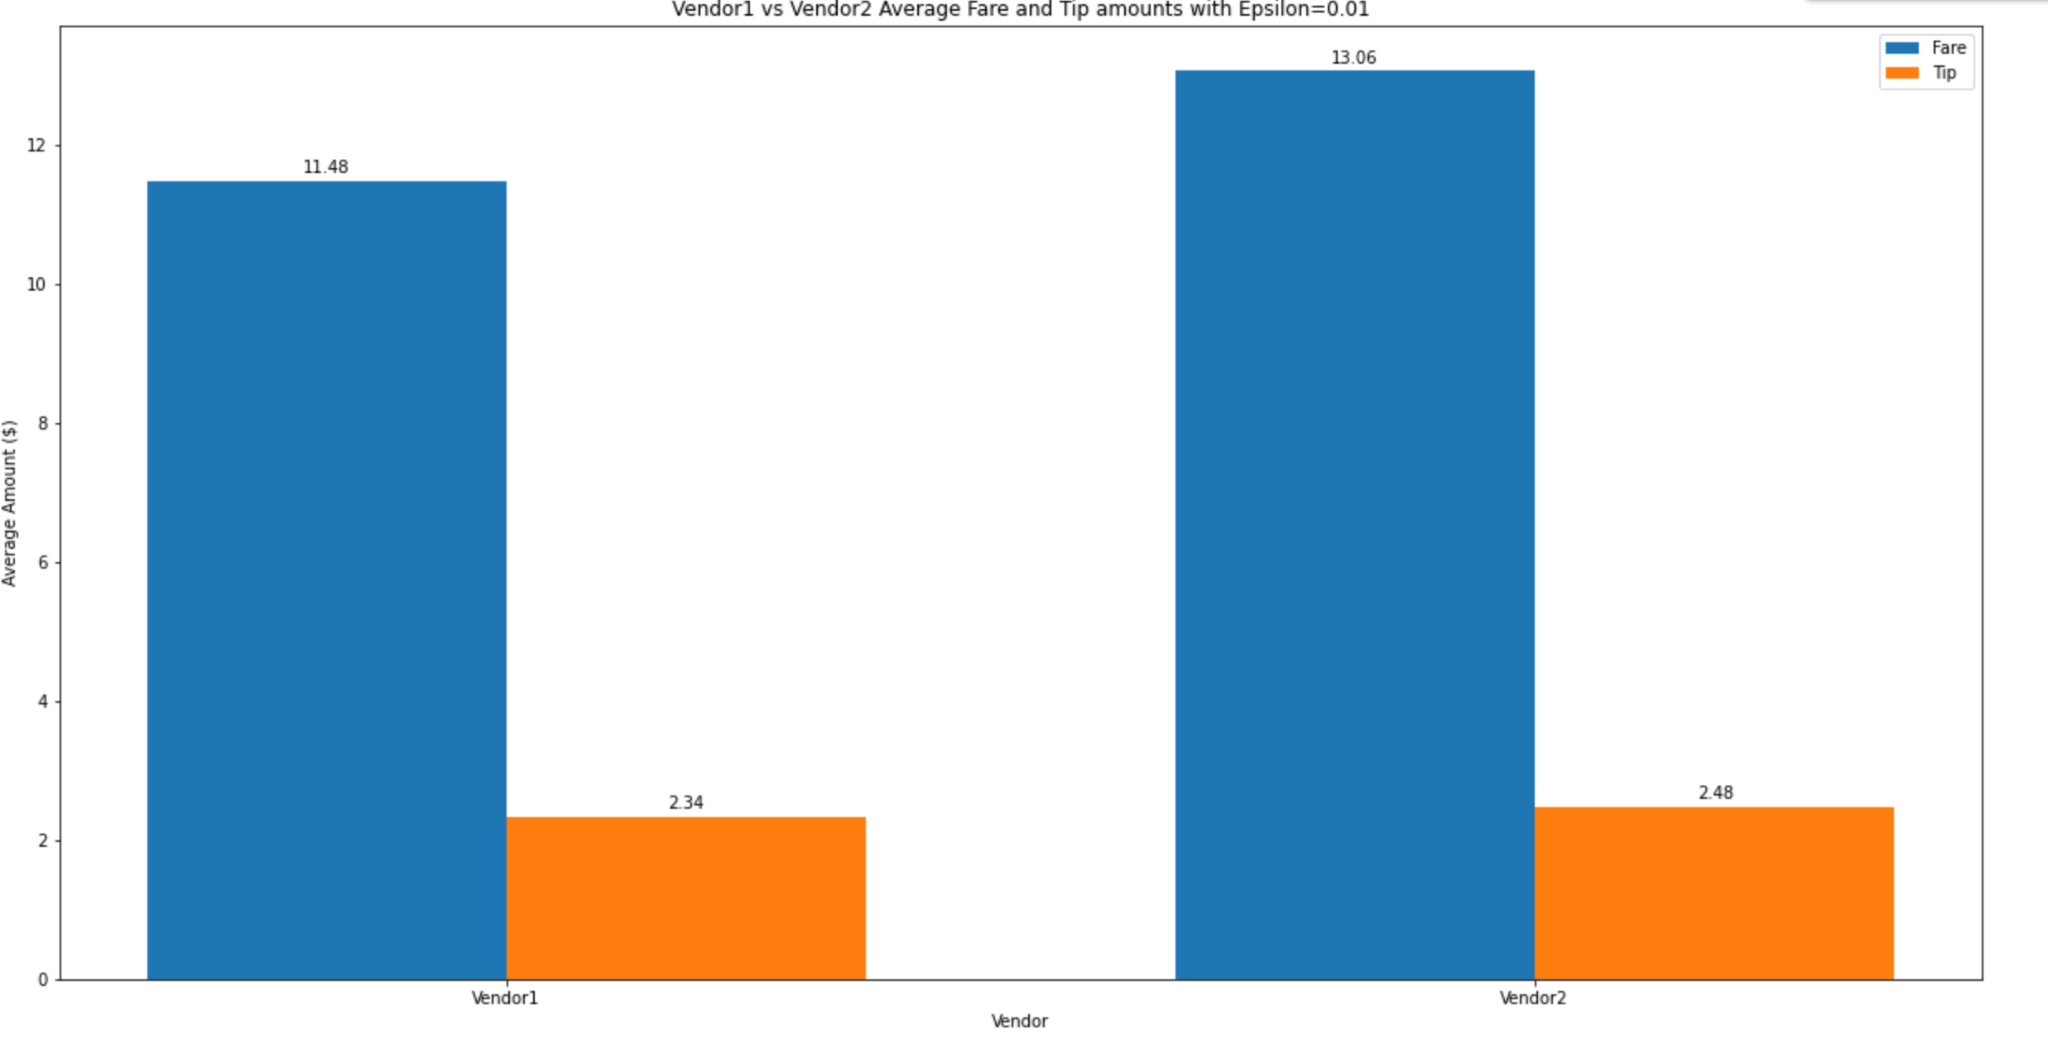 Vendor1 vs Vendor2 Average Fare and Tip amounts with Epsilon=0.01
Fare
Tip
13.06
11.48
2.34
2.48
Average Amount ($)
12
10
8
6
4
2
0
Vendor1
Vendor2
Vendor